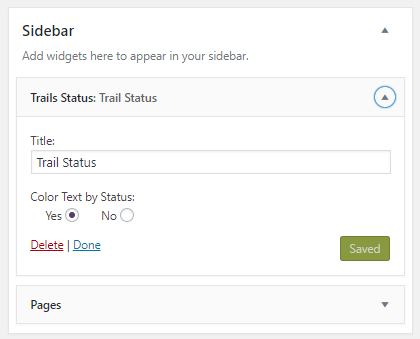 Sidebar
Add widgets here to appear in your sidebar.
Trails Status: Trail Status
Title:
Trail Status
Color Text by Status:
Yes No
Delete | Done
Saved
Pages